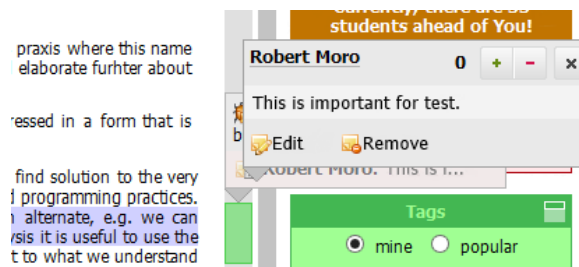 praxis where this name
elaborate furhter about
ressed in a form that is
find solution to the very
programming practices.
alternate, e.g. we can
ysis it is useful to use the
t to what we understand
Currently, there are 33
students ahead of You!
Robert Moro 0 + - x
This is important for test.
Edit Remove
b
Robert Moro: This is i...
Tags
mine popular